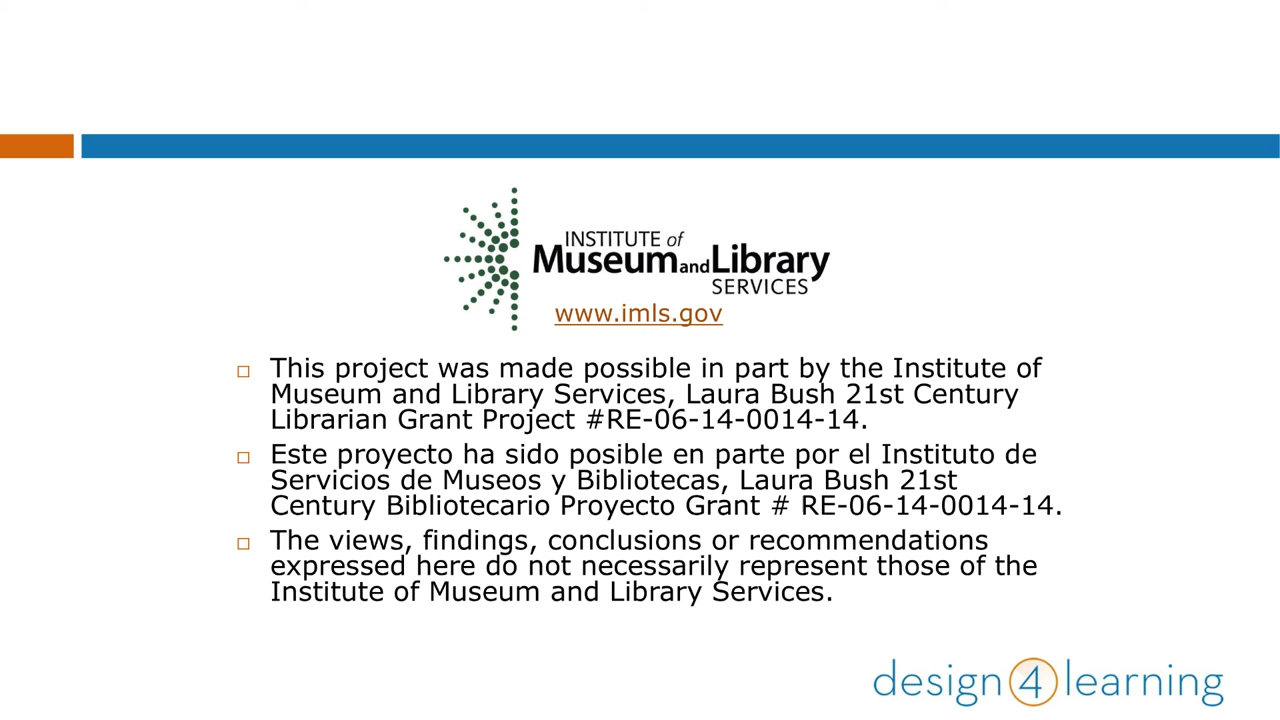 INSTITUTE of
Museum and Library
SERVICES
www.imls.gov
This project was made possible in part by the Institute of
Museum and Library Services, Laura Bush 21st Century
Librarian Grant Project #RE-06-14-0014-14.
Este proyecto ha sido posible en parte por el Instituto de
Servicios de Museos y Bibliotecas, Laura Bush 21st
Century Bibliotecario Proyecto Grant # RE-06-14-0014-14.
The views, findings, conclusions or recommendations
expressed here do not necessarily represent those of the
Institute of Museum and Library Services.
design 4 learning